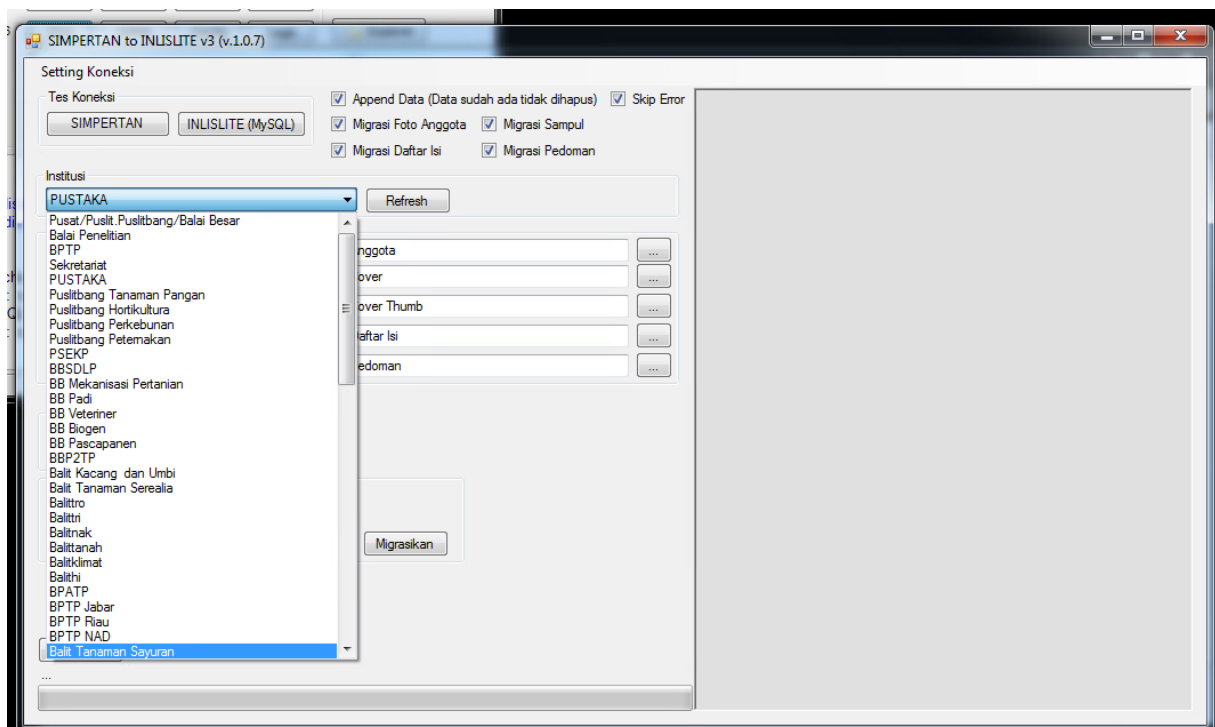 SIMPERTAN to INLISLITE v3 (v.1.0.7)
Setting Koneksi
Tes Koneksi
SIMPERTAN
INLISLITE (MySQL)
Append Data (Data sudah ada tidak dihapus)
Skip Error
Migrasi Foto Anggota
Migrasi Sampul
Migrasi Daftar Isi
Migrasi Pedoman
Institusi
PUSTAKA
Refresh
Pusat/Puslit.Puslitbang/Balai Besar
Balai Penelitian
BPTP
Sekretariat
PUSTAKA
Puslitbang Tanaman Pangan
Puslitbang Hortikultura
Puslitbang Perkebunan
Puslitbang Peternakan
PSEKP
BBSDLP
BB Mekanisasi Pertanian
BB Padi
BB Veteriner
BB Biogen
BB Pascapanen
BBP2TP
Balit Kacang  dan Umbi
Balit Tanaman Serealia
Balittro
Balittri
Balitnak
Balittanah
Balitklimat
Balithi
BPATP
BPTP Jabar
BPTP Riau
BPTP NAD
Balit Tanaman Sayuran
nggota
...
over
...
over Thumb
...
aftar Isi
...
edoman
...
Migrasikan
...